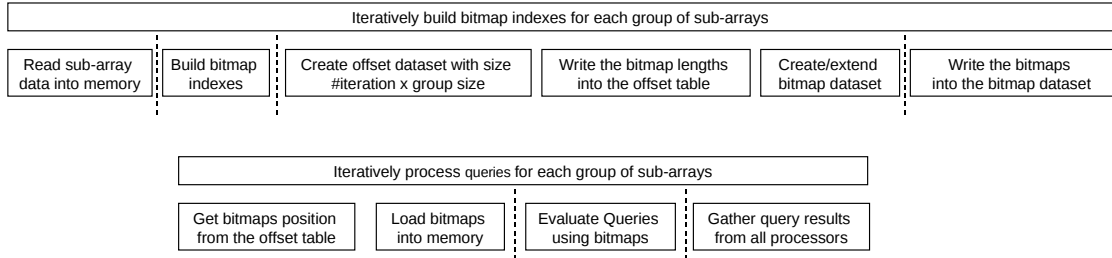 Iteratively build bitmap indexes for each group of sub-arrays
Read sub-array
data into memory
Build bitmap
indexes
Create offset dataset with size
#iteration x group size
Write the bitmap lengths
into the offset table
Create/extend
bitmap dataset
Write the bitmaps
into the bitmap dataset
Iteratively process queries for each group of sub-arrays
Get bitmaps position
from the offset table
Load bitmaps
into memory
Evaluate Queries
using bitmaps
Gather query results
from all processors